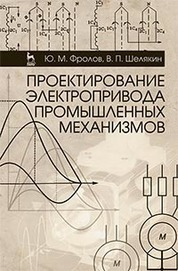 Ю. М. Фролов, В. П. Шелякин
ПРОЕКТИРОВАНИЕ
ЭЛЕКТРОПРИВОДА
ПРОМЫШЛЕННЫХ
МЕХАНИЗМОВ
M
M